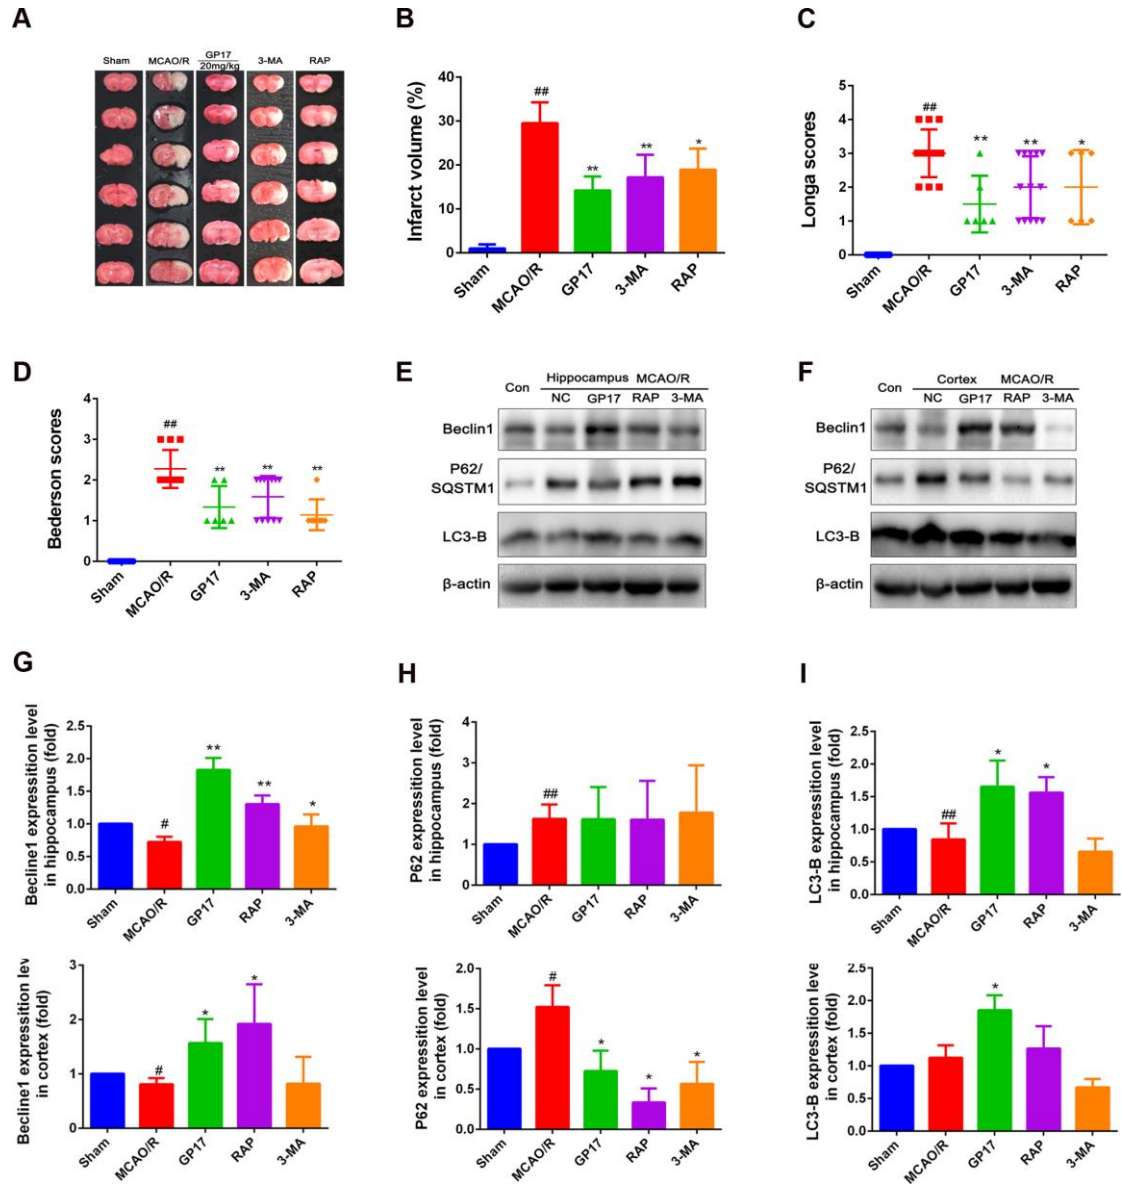 A
Sham MCAO/R GP17 3-MA RAP
20mg/kg
B
Infarct volume (%)
40
30
20
10
0
##
**
**
*
Sham MCAO/R GP17 3-MA RAP
C
Longa scores
5
4
3
2
1
0
##
**
**
*
Sham MCAO/R GP17 3-MA RAP
D
Bederson scores
4
3
2
1
0
##
**
**
**
Sham MCAO/R GP17 3-MA RAP
E
Con Hippocampus MCAO/R
NC GP17 RAP 3-MA
Beclin1
P62/
SQSTM1
LC3-B
β-actin
F
Con Cortex MCAO/R
NC GP17 RAP 3-MA
Beclin1
P62/
SQSTM1
LC3-B
β-actin
G
Becline1 expressition level
in hippocampus (fold)
2.5
2.0
1.5
1.0
0.5
0.0
#
**
**
*
Sham MCAO/R GP17 RAP 3-MA
Becline1 expressition lev
in cortex (fold)
3
2
1
0
#
*
*
Sham MCAO/R GP17 RAP 3-MA
H
P62 expressition level
in hippocampus (fold)
4
3
2
1
0
##
Sham MCAO/R GP17 RAP 3-MA
P62 expressition level
in cortex (fold)
2.0
1.5
1.0
0.5
0.0
#
*
*
*
Sham MCAO/R GP17 RAP 3-MA
I
LC3-B expressition level
in hippocampus (fold)
2.5
2.0
1.5
1.0
0.5
0.0
##
*
*
Sham MCAO/R GP17 RAP 3-MA
LC3-B expressition level
in cortex (fold)
2.5
2.0
1.5
1.0
0.5
0.0
*
Sham MCAO/R GP17 RAP 3-MA